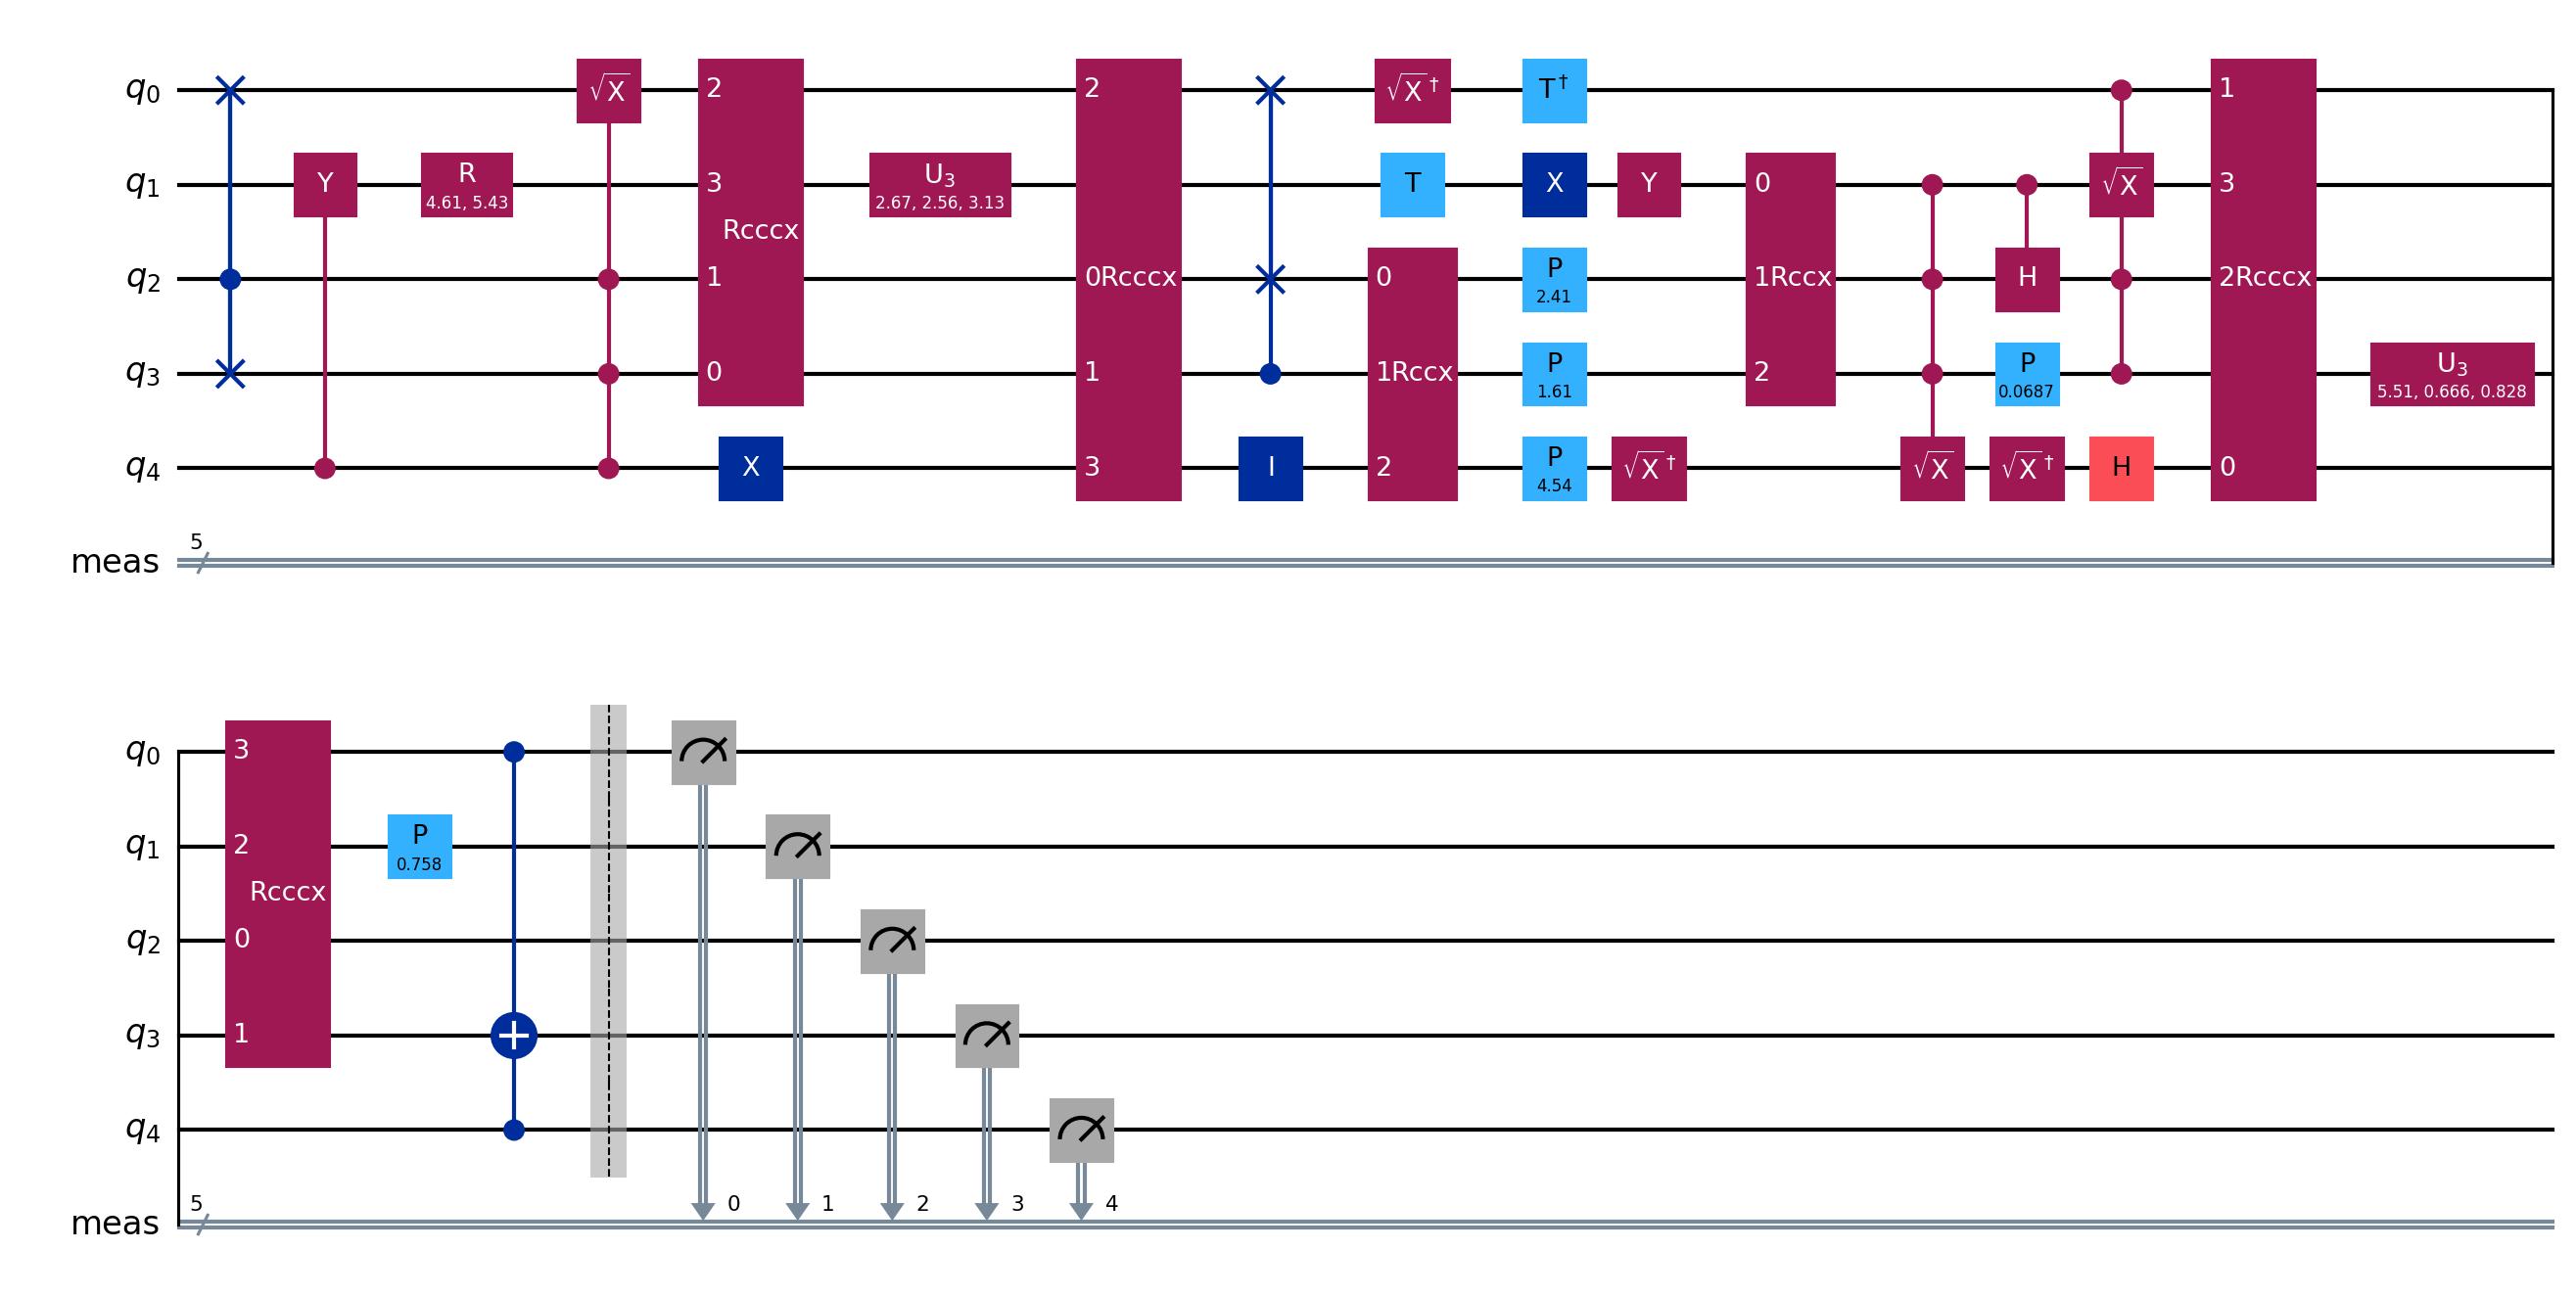 q0 √X 2 2 √X† T† 1
Y R 4.61, 5.43 3 U3 2.67, 2.56, 3.13 T X Y 0 √X 3
q1
Rcccx
q2 1 0Rcccx 0 P 2.41 1Rccx H 2Rcccx
q3 0 1 1Rccx P 1.61 2 P 0.0687 U3 5.51, 0.666, 0.828
q4 X 3 I 2 P 4.54 √X† √X √X† H 0
meas 5
q0 3
q1 2 P 0.758
Rcccx
q2 0
q3 1
q4
meas 5 0 1 2 3 4